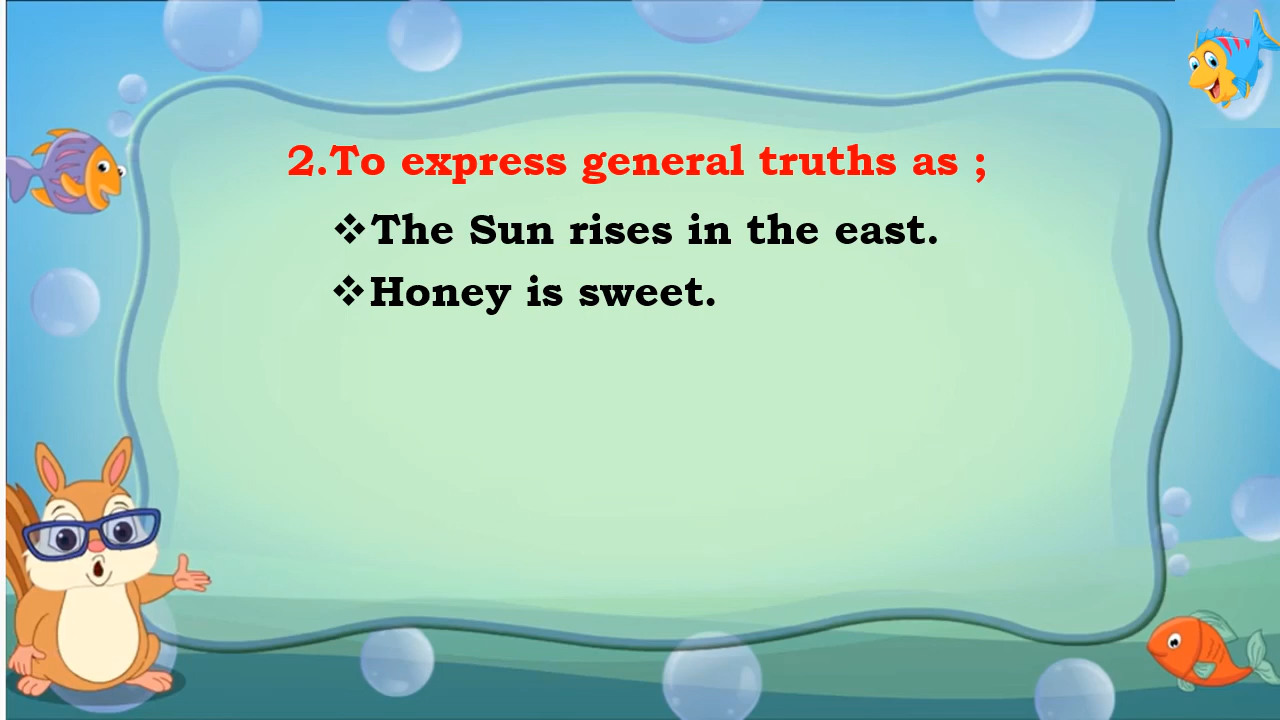 2.To express general truths as ;
❖The Sun rises in the east.
❖Honey is sweet.